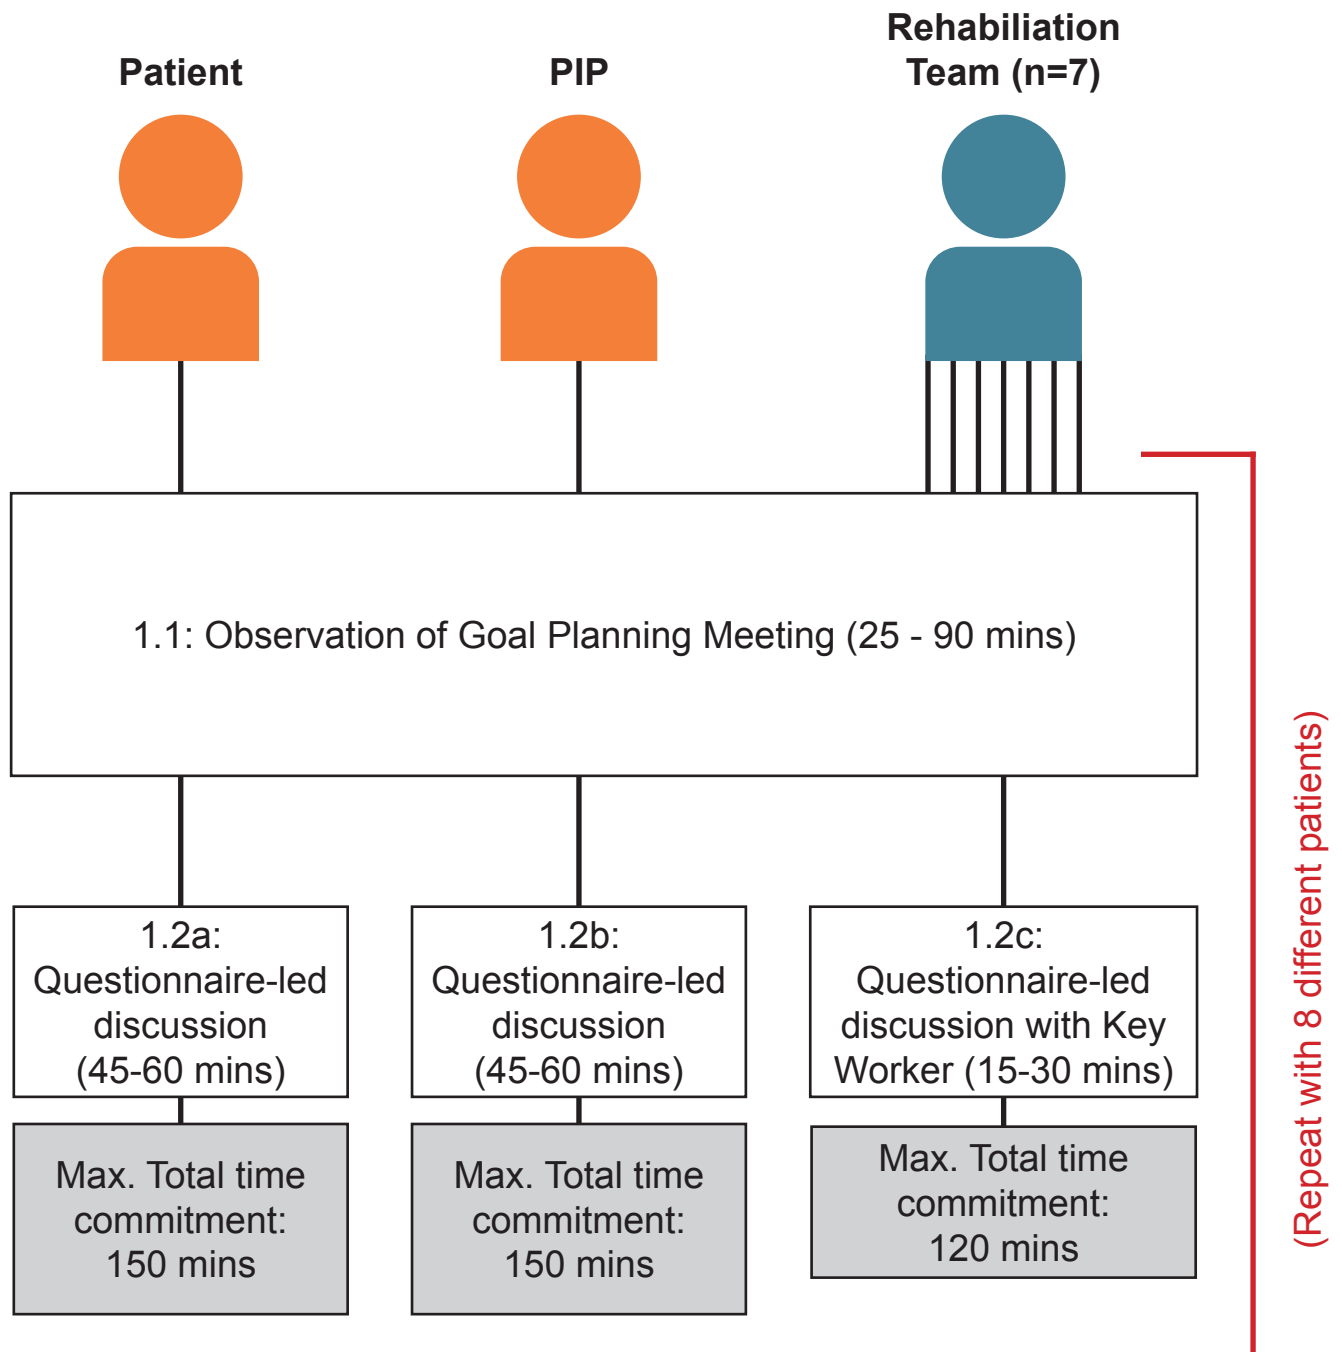 Patient
PIP
Rehabiliation
Team (n=7)
1.1: Observation of Goal Planning Meeting (25 - 90 mins)
1.2a:
Questionnaire-led
discussion
(45-60 mins)
1.2b:
Questionnaire-led
discussion
(45-60 mins)
1.2c:
Questionnaire-led
discussion with Key
Worker (15-30 mins)
Max. Total time
commitment:
150 mins
Max. Total time
commitment:
150 mins
Max. Total time
commitment:
120 mins
(Repeat with 8 different patients)